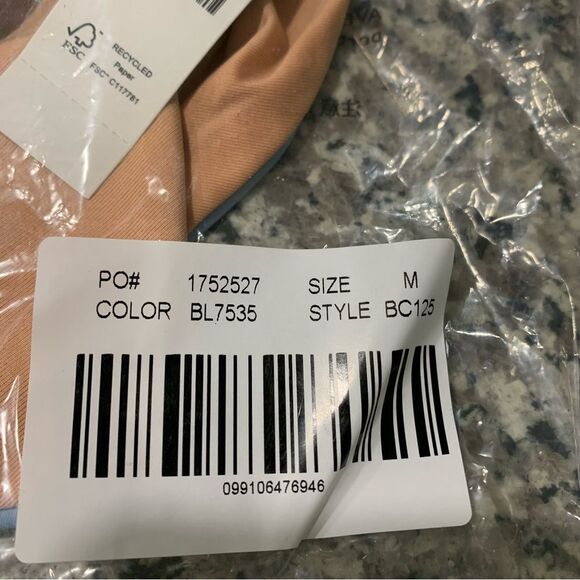 FSC
RECYCLED
Paper
FSC® C117781
PO# 1752527 SIZE M
COLOR BL7535 STYLE BC125
099106476946